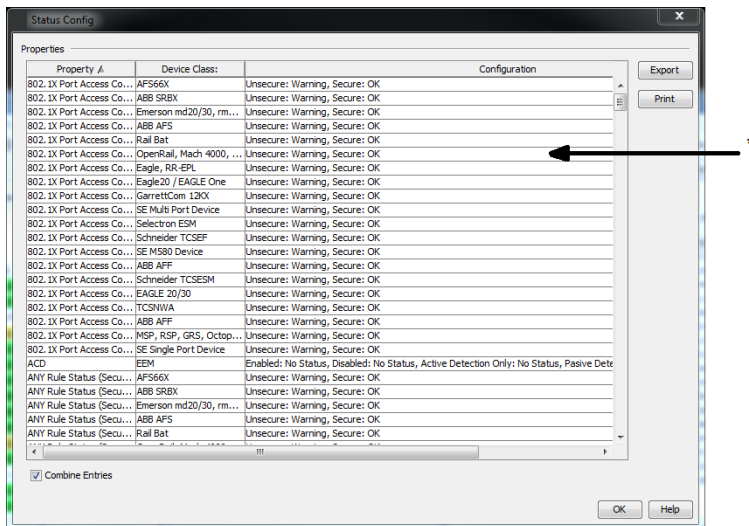 Status Config
x
Properties
Property Device Class: Configuration
802.1X Port Access Co... AFS66X Unsecure: Warning, Secure: OK
802.1X Port Access Co... ABB SRBX Unsecure: Warning, Secure: OK
802.1X Port Access Co... Emerson md20/30, rm... Unsecure: Warning, Secure: OK
802.1X Port Access Co... ABB AFS Unsecure: Warning, Secure: OK
802.1X Port Access Co... Rail Bat Unsecure: Warning, Secure: OK
802.1X Port Access Co... OpenRail, Mach 4000, ... Unsecure: Warning, Secure: OK
802.1X Port Access Co... Eagle, RR-EPL Unsecure: Warning, Secure: OK
802.1X Port Access Co... Eagle20 / EAGLE One Unsecure: Warning, Secure: OK
802.1X Port Access Co... GarrettCom 12KX Unsecure: Warning, Secure: OK
802.1X Port Access Co... SE Multi Port Device Unsecure: Warning, Secure: OK
802.1X Port Access Co... Selectron ESM Unsecure: Warning, Secure: OK
802.1X Port Access Co... Schneider TCSEF Unsecure: Warning, Secure: OK
802.1X Port Access Co... SE M580 Device Unsecure: Warning, Secure: OK
802.1X Port Access Co... ABB AFF Unsecure: Warning, Secure: OK
802.1X Port Access Co... Schneider TCSESM Unsecure: Warning, Secure: OK
802.1X Port Access Co... EAGLE 20/30 Unsecure: Warning, Secure: OK
802.1X Port Access Co... TCSNWA Unsecure: Warning, Secure: OK
802.1X Port Access Co... ABB AFF Unsecure: Warning, Secure: OK
802.1X Port Access Co... MSP, RSP, GRS, Octop... Unsecure: Warning, Secure: OK
802.1X Port Access Co... SE Single Port Device Unsecure: Warning, Secure: OK
ACD EEM Enabled: No Status, Disabled: No Status, Active Detection Only: No Status, Pasive Dete
ANY Rule Status (Secu... AFS66X Unsecure: Warning, Secure: OK
ANY Rule Status (Secu... ABB SRBX Unsecure: Warning, Secure: OK
ANY Rule Status (Secu... Emerson md20/30, rm... Unsecure: Warning, Secure: OK
ANY Rule Status (Secu... ABB AFS Unsecure: Warning, Secure: OK
ANY Rule Status (Secu... Rail Bat Unsecure: Warning, Secure: OK
Export
Print
Combine Entries
OK Help